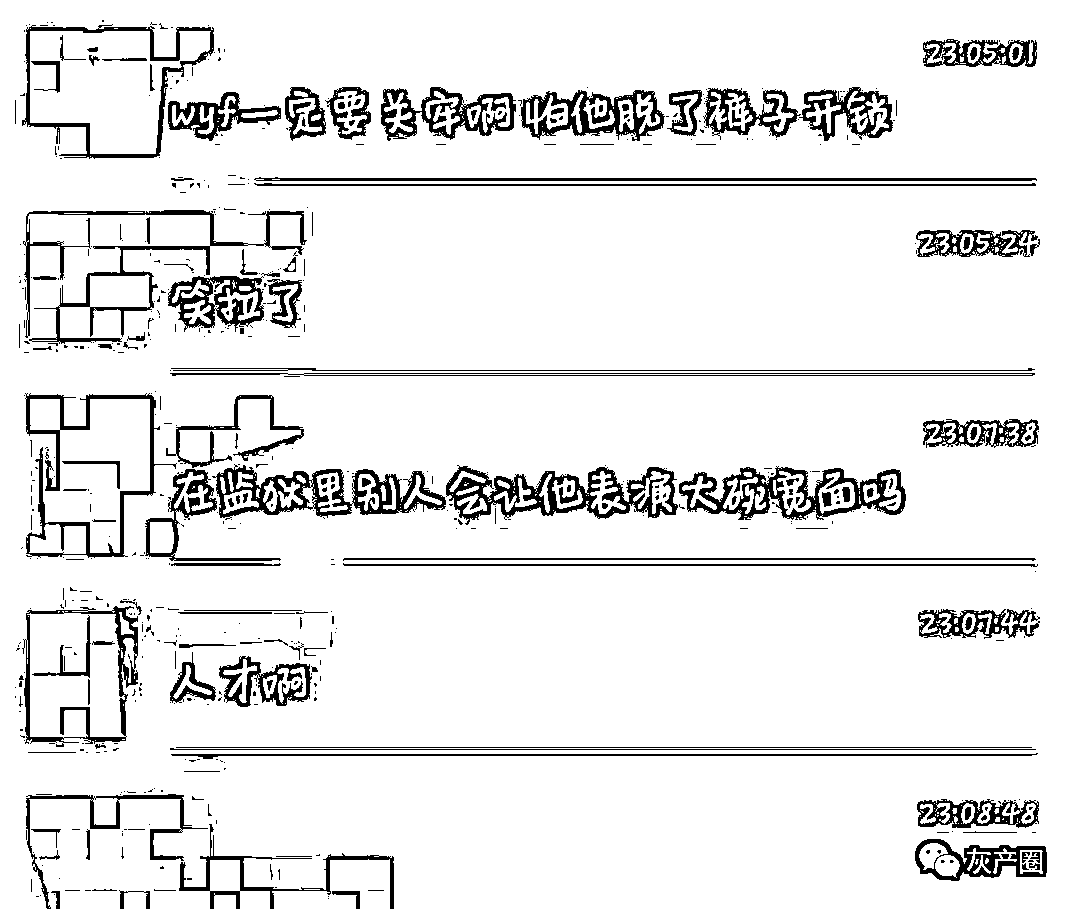 23:05:01
wyf一定要关牢啊 怕他脱了裤子开锁
23:05:24
笑拉了
23:07:38
在监狱里别人会让他表演大碗宽面吗
23:07:44
人才啊
23:08:48
灰产圈